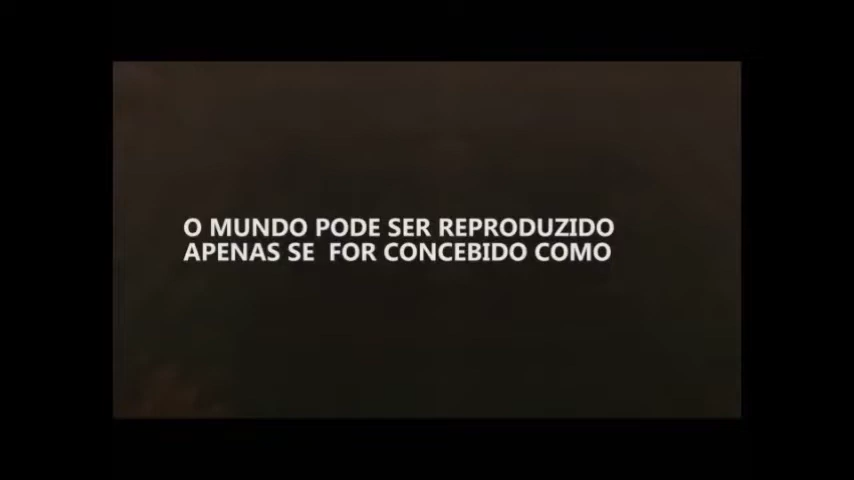 O MUNDO PODE SER REPRODUZIDO
APENAS SE FOR CONCEBIDO COMO